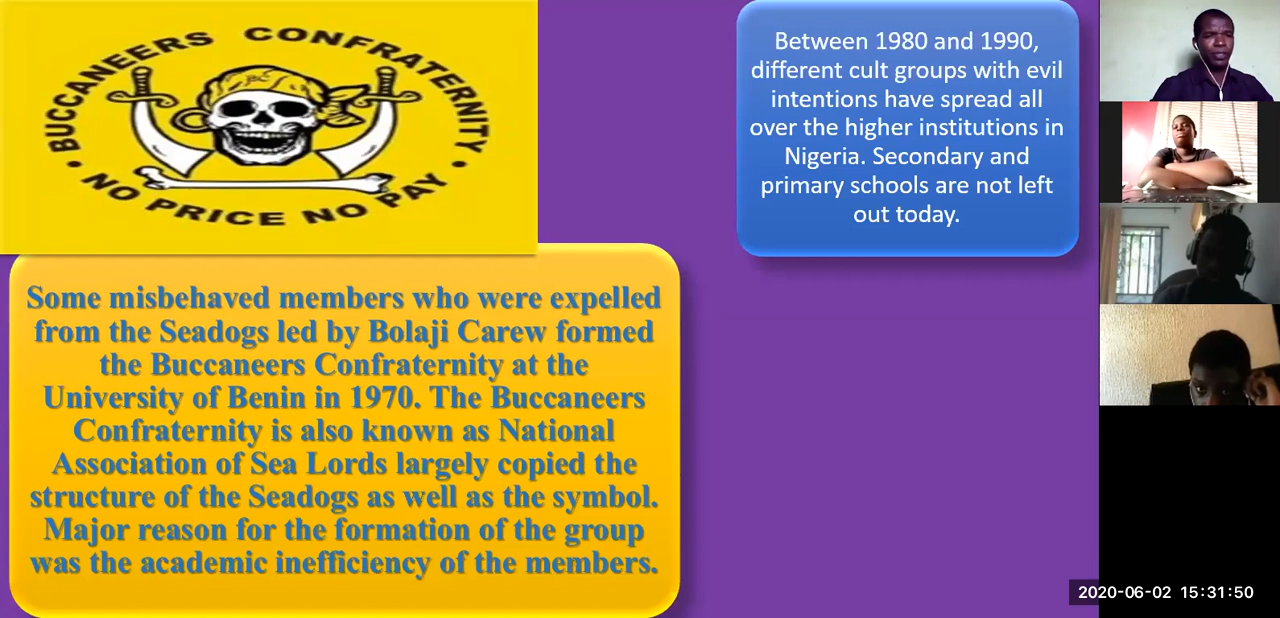 BUCCANEERS CONFRATERNITY
• NO PRICE NO PAY •
Some misbehaved members who were expelled
from the Seadogs led by Bolaji Carew formed
the Buccaneers Confraternity at the
University of Benin in 1970. The Buccaneers
Confraternity is also known as National
Association of Sea Lords largely copied the
structure of the Seadogs as well as the symbol.
Major reason for the formation of the group
was the academic inefficiency of the members.
Between 1980 and 1990,
different cult groups with evil
intentions have spread all
over the higher institutions in
Nigeria. Secondary and
primary schools are not left
out today.
2020-06-02 15:31:50